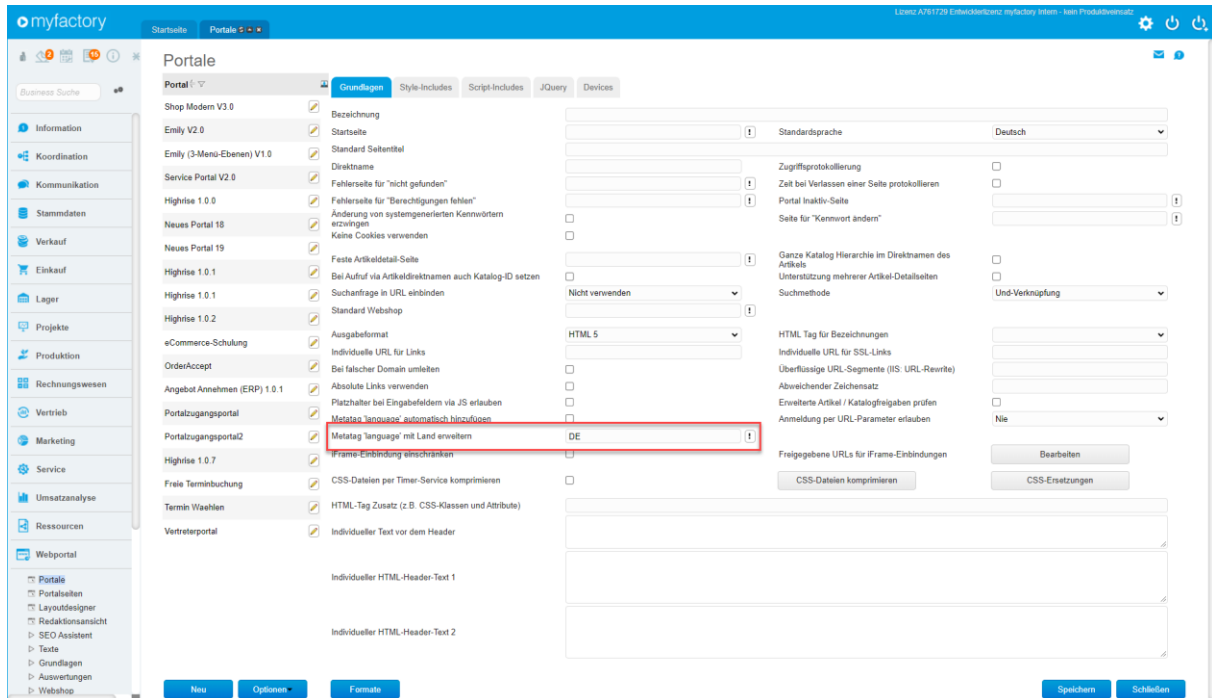 Lizenz A761729 Entwicklerlizenz myfactory Intern - kein Produktiveinsatz
myfactory
Startseite
Portale
2
16
Business Suche
Information
Koordination
Kommunikation
Stammdaten
Verkauf
Einkauf
Lager
Projekte
Produktion
Rechnungswesen
Vertrieb
Marketing
Service
Umsatzanalyse
Ressourcen
Webportal
Portale
Portalseiten
Layoutdesigner
Redaktionsansicht
SEO Assistent
Texte
Grundlagen
Auswertungen
Webshop
Portale
Portal
Shop Modern V3.0
Emily V2.0
Emily (3-Menü-Ebenen) V1.0
Service Portal V2.0
Highrise 1.0.0
Neues Portal 18
Neues Portal 19
Highrise 1.0.1
Highrise 1.0.1
Highrise 1.0.2
eCommerce-Schulung
OrderAccept
Angebot Annehmen (ERP) 1.0.1
Portalzugangsportal
Portalzugangsportal2
Highrise 1.0.7
Freie Terminbuchung
Termin Waehlen
Vertreterportal
Neu Optionen
Grundlagen Style-Includes Script-Includes JQuery Devices
Bezeichnung
Startseite ! Standardsprache Deutsch
Standard Seitentitel
Direktname Zugriffsprotokollierung
Fehlerseite für "nicht gefunden" ! Zeit bei Verlassen einer Seite protokollieren
Fehlerseite für "Berechtigungen fehlen" ! Portal Inaktiv-Seite !
Änderung von systemgenerierten Kennwörtern
erzwingen Seite für "Kennwort ändern" !
Keine Cookies verwenden
Feste Artikeldetail-Seite ! Ganze Katalog Hierarchie im Direktnamen des
Artikels
Bei Aufruf via Artikeldirektnamen auch Katalog-ID setzen Unterstützung mehrerer Artikel-Detailseiten
Suchanfrage in URL einbinden Nicht verwenden Suchmethode Und-Verknüpfung
Standard Webshop !
Ausgabeformat HTML 5 HTML Tag für Bezeichnungen
Individuelle URL für Links Individuelle URL für SSL-Links
Bei falscher Domain umleiten Überflüssige URL-Segmente (IIS: URL-Rewrite)
Absolute Links verwenden Abweichender Zeichensatz
Platzhalter bei Eingabefeldern via JS erlauben Erweiterte Artikel / Katalogfreigaben prüfen
Metatag 'language' automatisch hinzufügen Anmeldung per URL-Parameter erlauben Nie
Metatag 'language' mit Land erweitern DE !
iFrame-Einbindung einschränken Freigegebene URLs für iFrame-Einbindungen Bearbeiten
CSS-Dateien per Timer-Service komprimieren CSS-Dateien komprimieren CSS-Ersetzungen
HTML-Tag Zusatz (z.B. CSS-Klassen und Attribute)
Individueller Text vor dem Header
Individueller HTML-Header-Text 1
Individueller HTML-Header-Text 2
Formate Speichern Schließen